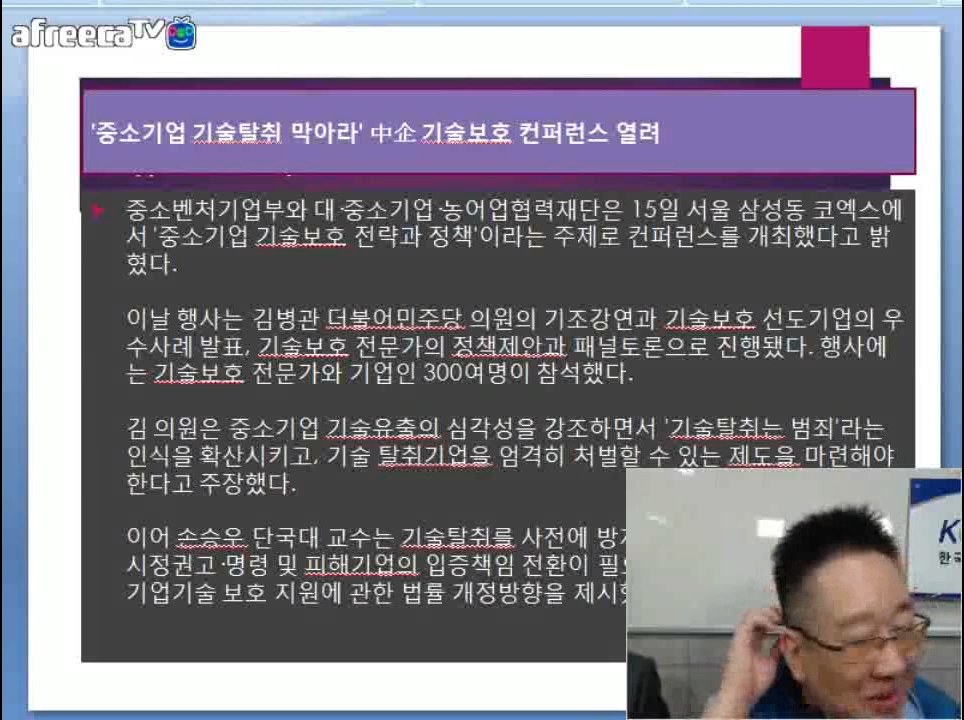 afreecaTV
'중소기업 기술탈취 막아라' 中企 기술보호 컨퍼런스 열려
중소벤처기업부와 대·중소기업·농어업협력재단은 15일 서울 삼성동 코엑스에
서 '중소기업 기술보호 전략과 정책'이라는 주제로 컨퍼런스를 개최했다고 밝
혔다.
이날 행사는 김병관 더불어민주당 의원의 기조강연과 기술보호 선도기업의 우
수사례 발표, 기술보호 전문가의 정책제안과 패널토론으로 진행됐다. 행사에
는 기술보호 전문가와 기업인 300여명이 참석했다.
김 의원은 중소기업 기술유출의 심각성을 강조하면서 '기술탈취는 범죄'라는
인식을 확산시키고, 기술 탈취기업을 엄격히 처벌할 수 있는 제도을 마련해야
한다고 주장했다.
이어 손승우 단국대 교수는 기술탈취를 사전에
시정권고·명령 및 피해기업의 입증책임 전환이
기업기술 보호 지원에 관한 법률 개정방향을
한국